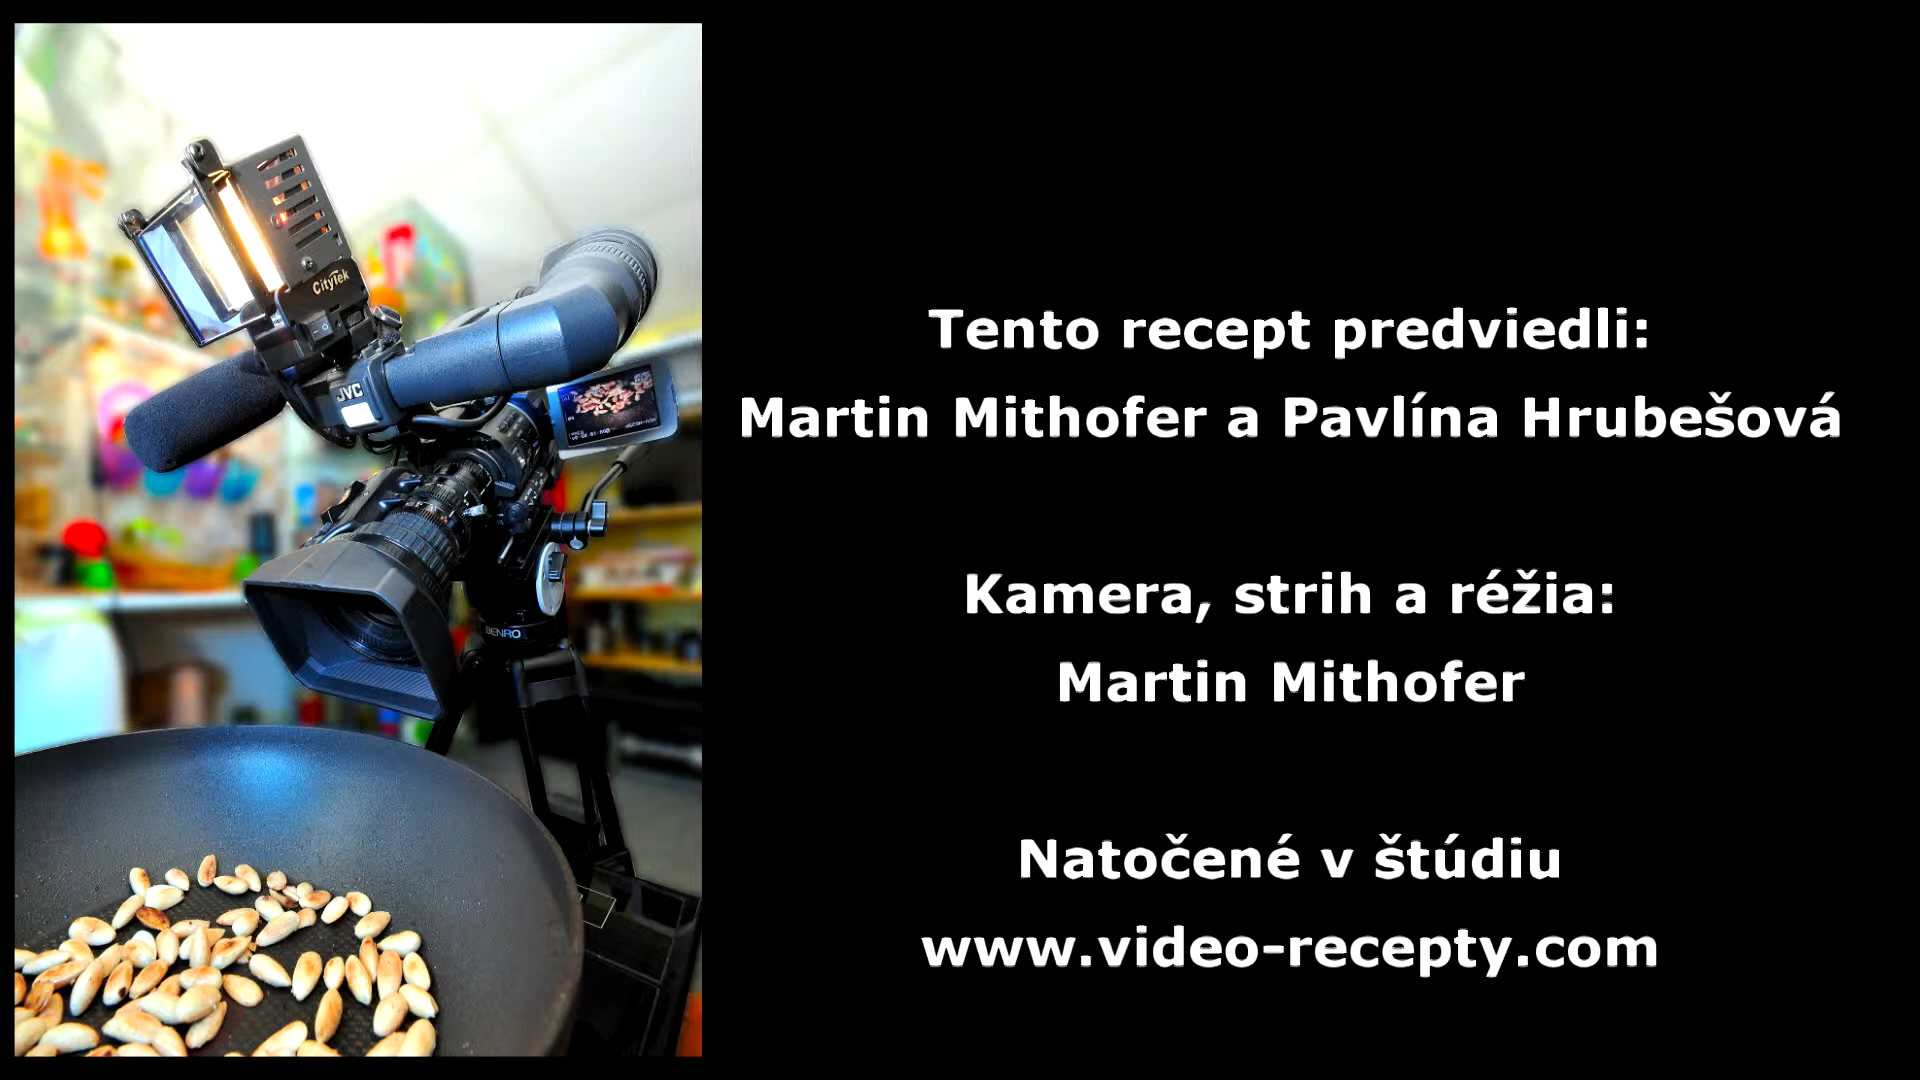 CityTek
JVC
BENRO
Tento recept predviedli:
Martin Mithofer a Pavlína Hrubešová
Kamera, strih a réžia:
Martin Mithofer
Natočené v štúdiu
www.video-recepty.com